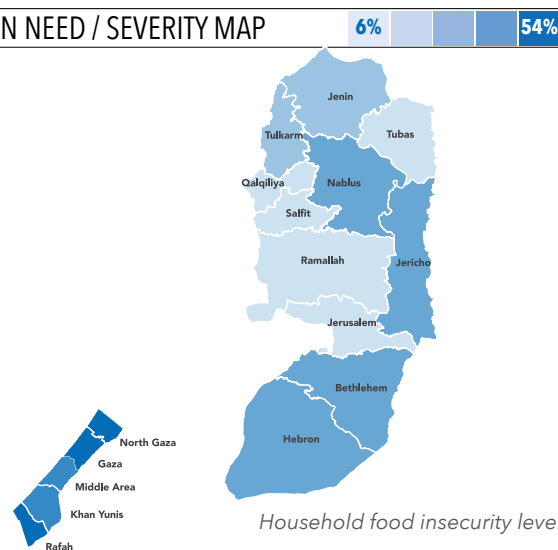 N NEED / SEVERITY MAP
6%
54%
Jenin
Tulkarm
Tubas
Qalqiliya
Nablus
Salfit
Ramallah
Jericho
Jerusalem
Bethlehem
Hebron
North Gaza
Gaza
Middle Area
Khan Yunis
Rafah
Household food insecurity leve